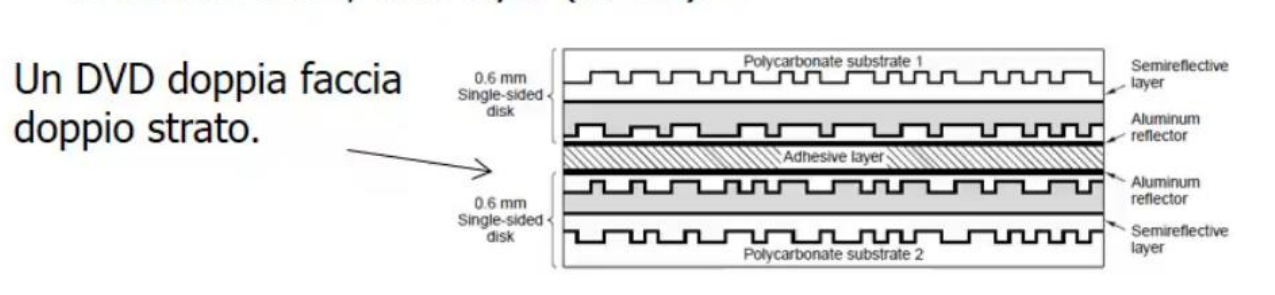 Un DVD doppia faccia
doppio strato.
0.6 mm
Single-sided
disk
Polycarbonate substrate 1
Semireflective
layer
Aluminum
reflector
Adhesive layer
0.6 mm
Single-sided
disk
Aluminum
reflector
Semireflective
layer
Polycarbonate substrate 2